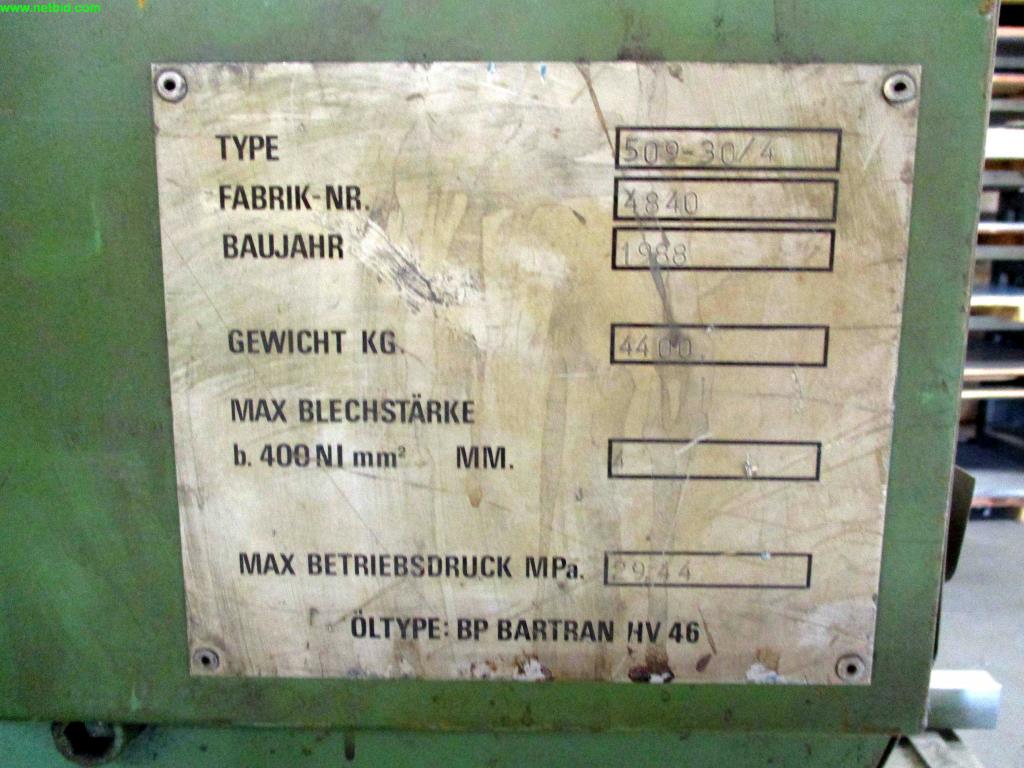 www.netbid.com
TYPE 509-30/4
FABRIK-NR. 4840
BAUJAHR 1988
GEWICHT KG. 4400
MAX BLECHSTÄRKE
b. 400 N/mm² MM. 4
MAX BETRIEBSDRUCK MPa. 29,44
ÖLTYPE: BP BARTRAN HV 46